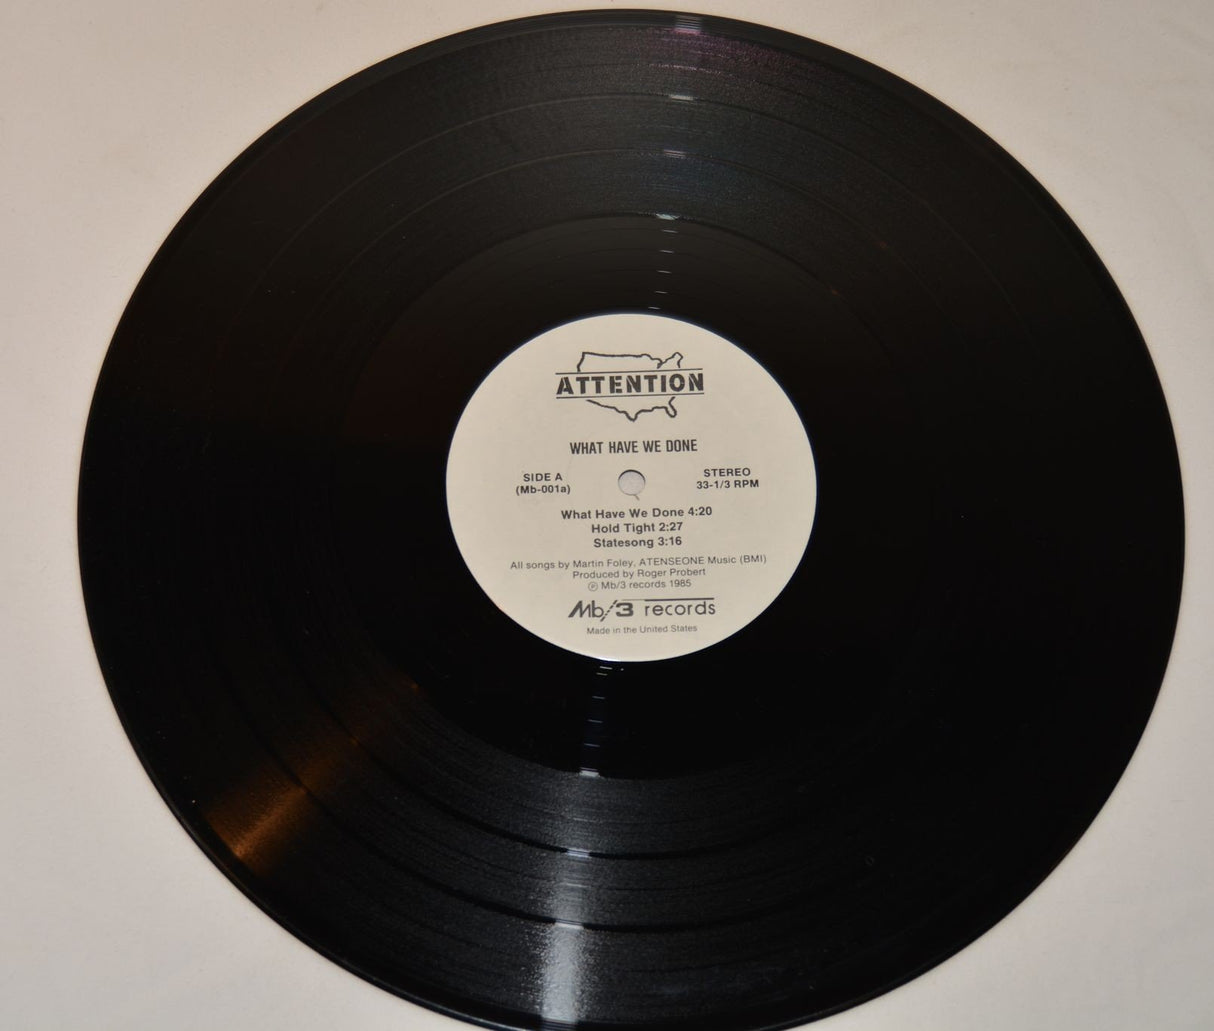 ATTENTION
WHAT HAVE WE DONE
SIDE A
(Mb-001a)
STEREO
33-1/3 RPM
What Have We Done 4:20
Hold Tight 2:27
Statesong 3:16
All songs by Martin Foley, ATENSEONE Music (BMI)
Produced by Roger Probert
℗ Mb/3 records 1985
Mb/3 records
Made in the United States